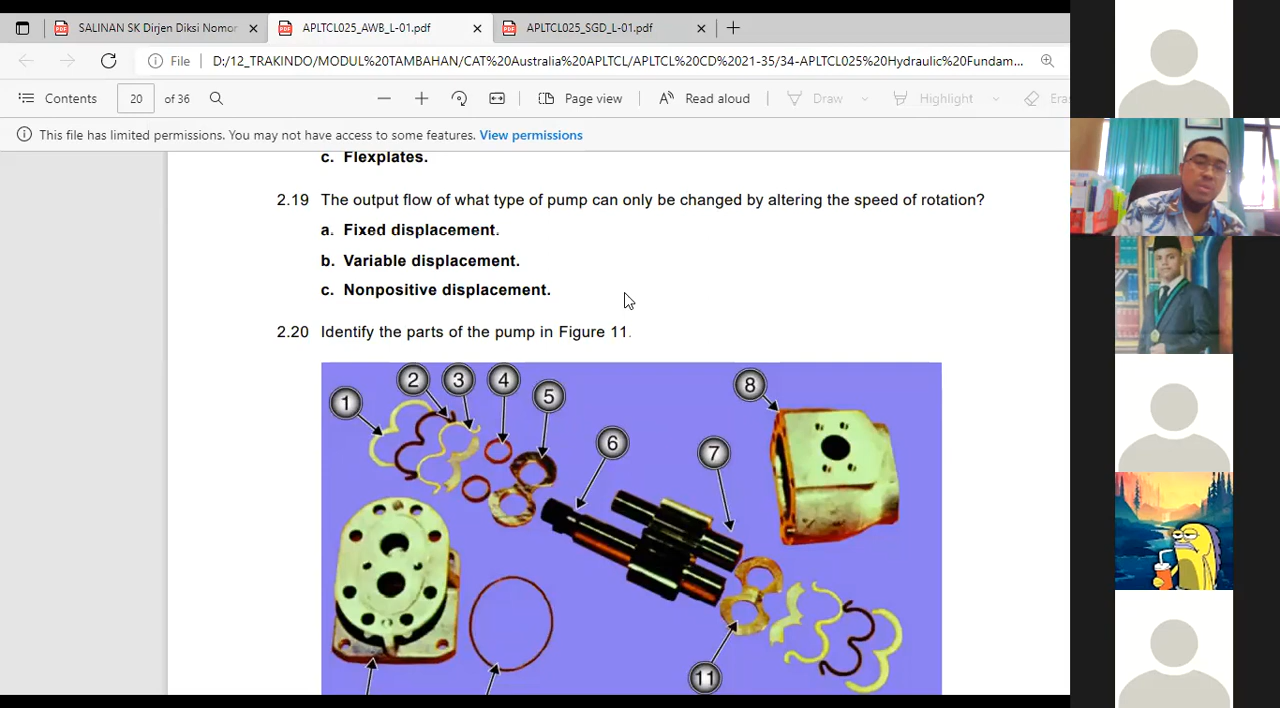 SALINAN SK Dirjen Diksi Nomor
APLTCL025_AWB_L-01.pdf
APLTCL025_SGD_L-01.pdf
File
D:/12_TRAKINDO/MODUL%20TAMBAHAN/CAT%20Australia%20APLTCL/APLTCL%20CD%2021-35/34-APLTCL025%20Hydraulic%20Fundam...
Contents
20
of 36
Page view
Read aloud
Draw
Highlight
Era
This file has limited permissions. You may not have access to some features. View permissions
c. Flexplates.
2.19 The output flow of what type of pump can only be changed by altering the speed of rotation?
a. Fixed displacement.
b. Variable displacement.
c. Nonpositive displacement.
2.20 Identify the parts of the pump in Figure 11.
1
2
3
4
5
6
7
8
11